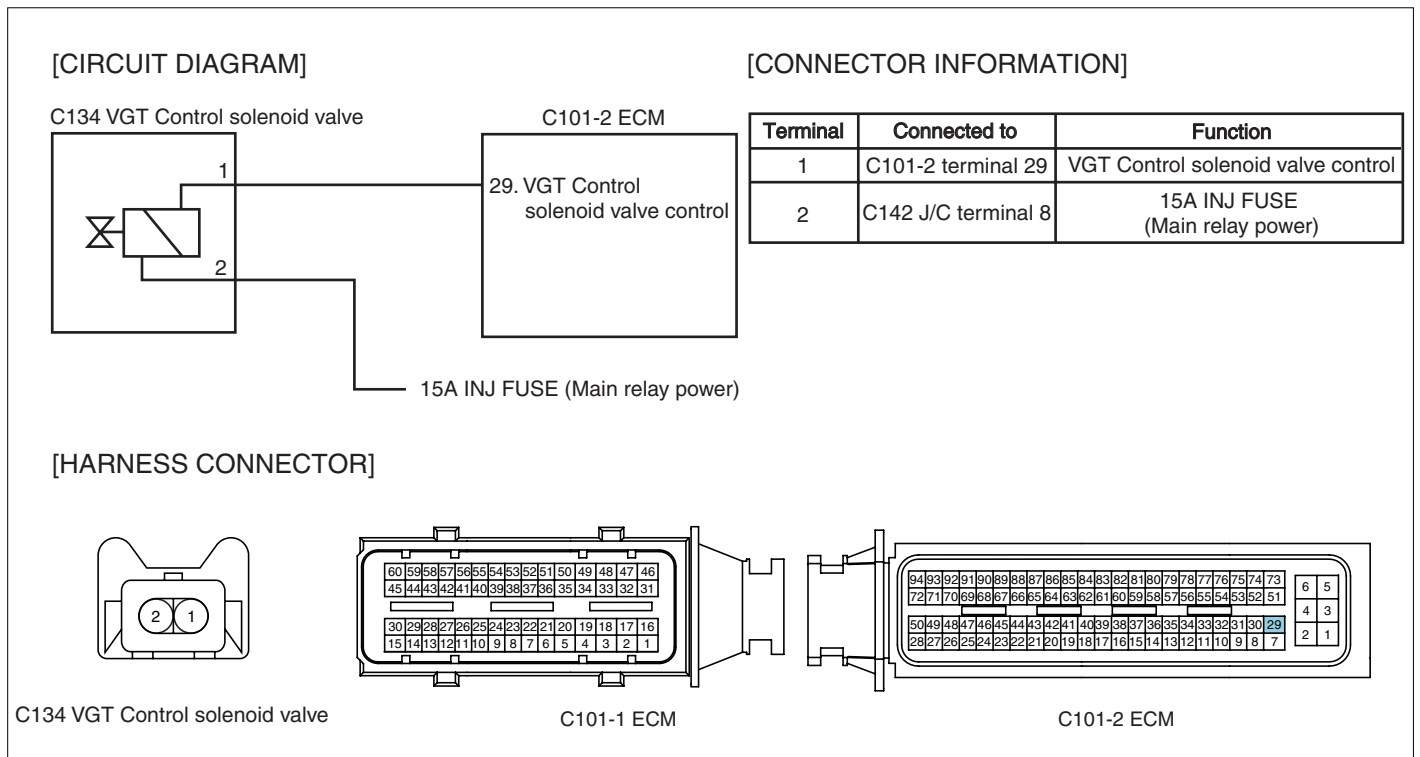 [CIRCUIT DIAGRAM]
C134 VGT Control solenoid valve
C101-2 ECM
1
29. VGT Control
solenoid valve control
2
15A INJ FUSE (Main relay power)
[CONNECTOR INFORMATION]
Terminal Connected to Function
1 C101-2 terminal 29 VGT Control solenoid valve control
2 C142 J/C terminal 8 15A INJ FUSE
(Main relay power)
[HARNESS CONNECTOR]
2 1
C134 VGT Control solenoid valve
60 59 58 57 56 55 54 53 52 51 50 49 48 47 46
45 44 43 42 41 40 39 38 37 36 35 34 33 32 31
30 29 28 27 26 25 24 23 22 21 20 19 18 17 16
15 14 13 12 11 10 9 8 7 6 5 4 3 2 1
C101-1 ECM
94 93 92 91 90 89 88 87 86 85 84 83 82 81 80 79 78 77 76 75 74 73
72 71 70 69 68 67 66 65 64 63 62 61 60 59 58 57 56 55 54 53 52 51
50 49 48 47 46 45 44 43 42 41 40 39 38 37 36 35 34 33 32 31 30 29
28 27 26 25 24 23 22 21 20 19 18 17 16 15 14 13 12 11 10 9 8 7
6 5
4 3
2 1
C101-2 ECM